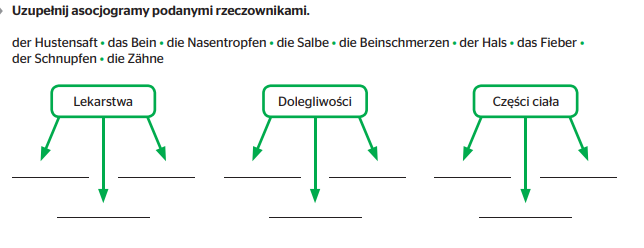 Uzupełnij asocjogramy podanymi rzeczownikami.
der Hustensaft • das Bein • die Nasentropfen • die Salbe • die Beinschmerzen • der Hals • das Fieber •
der Schnupfen • die Zähne
Lekarstwa
Dolegliwości
Części ciała